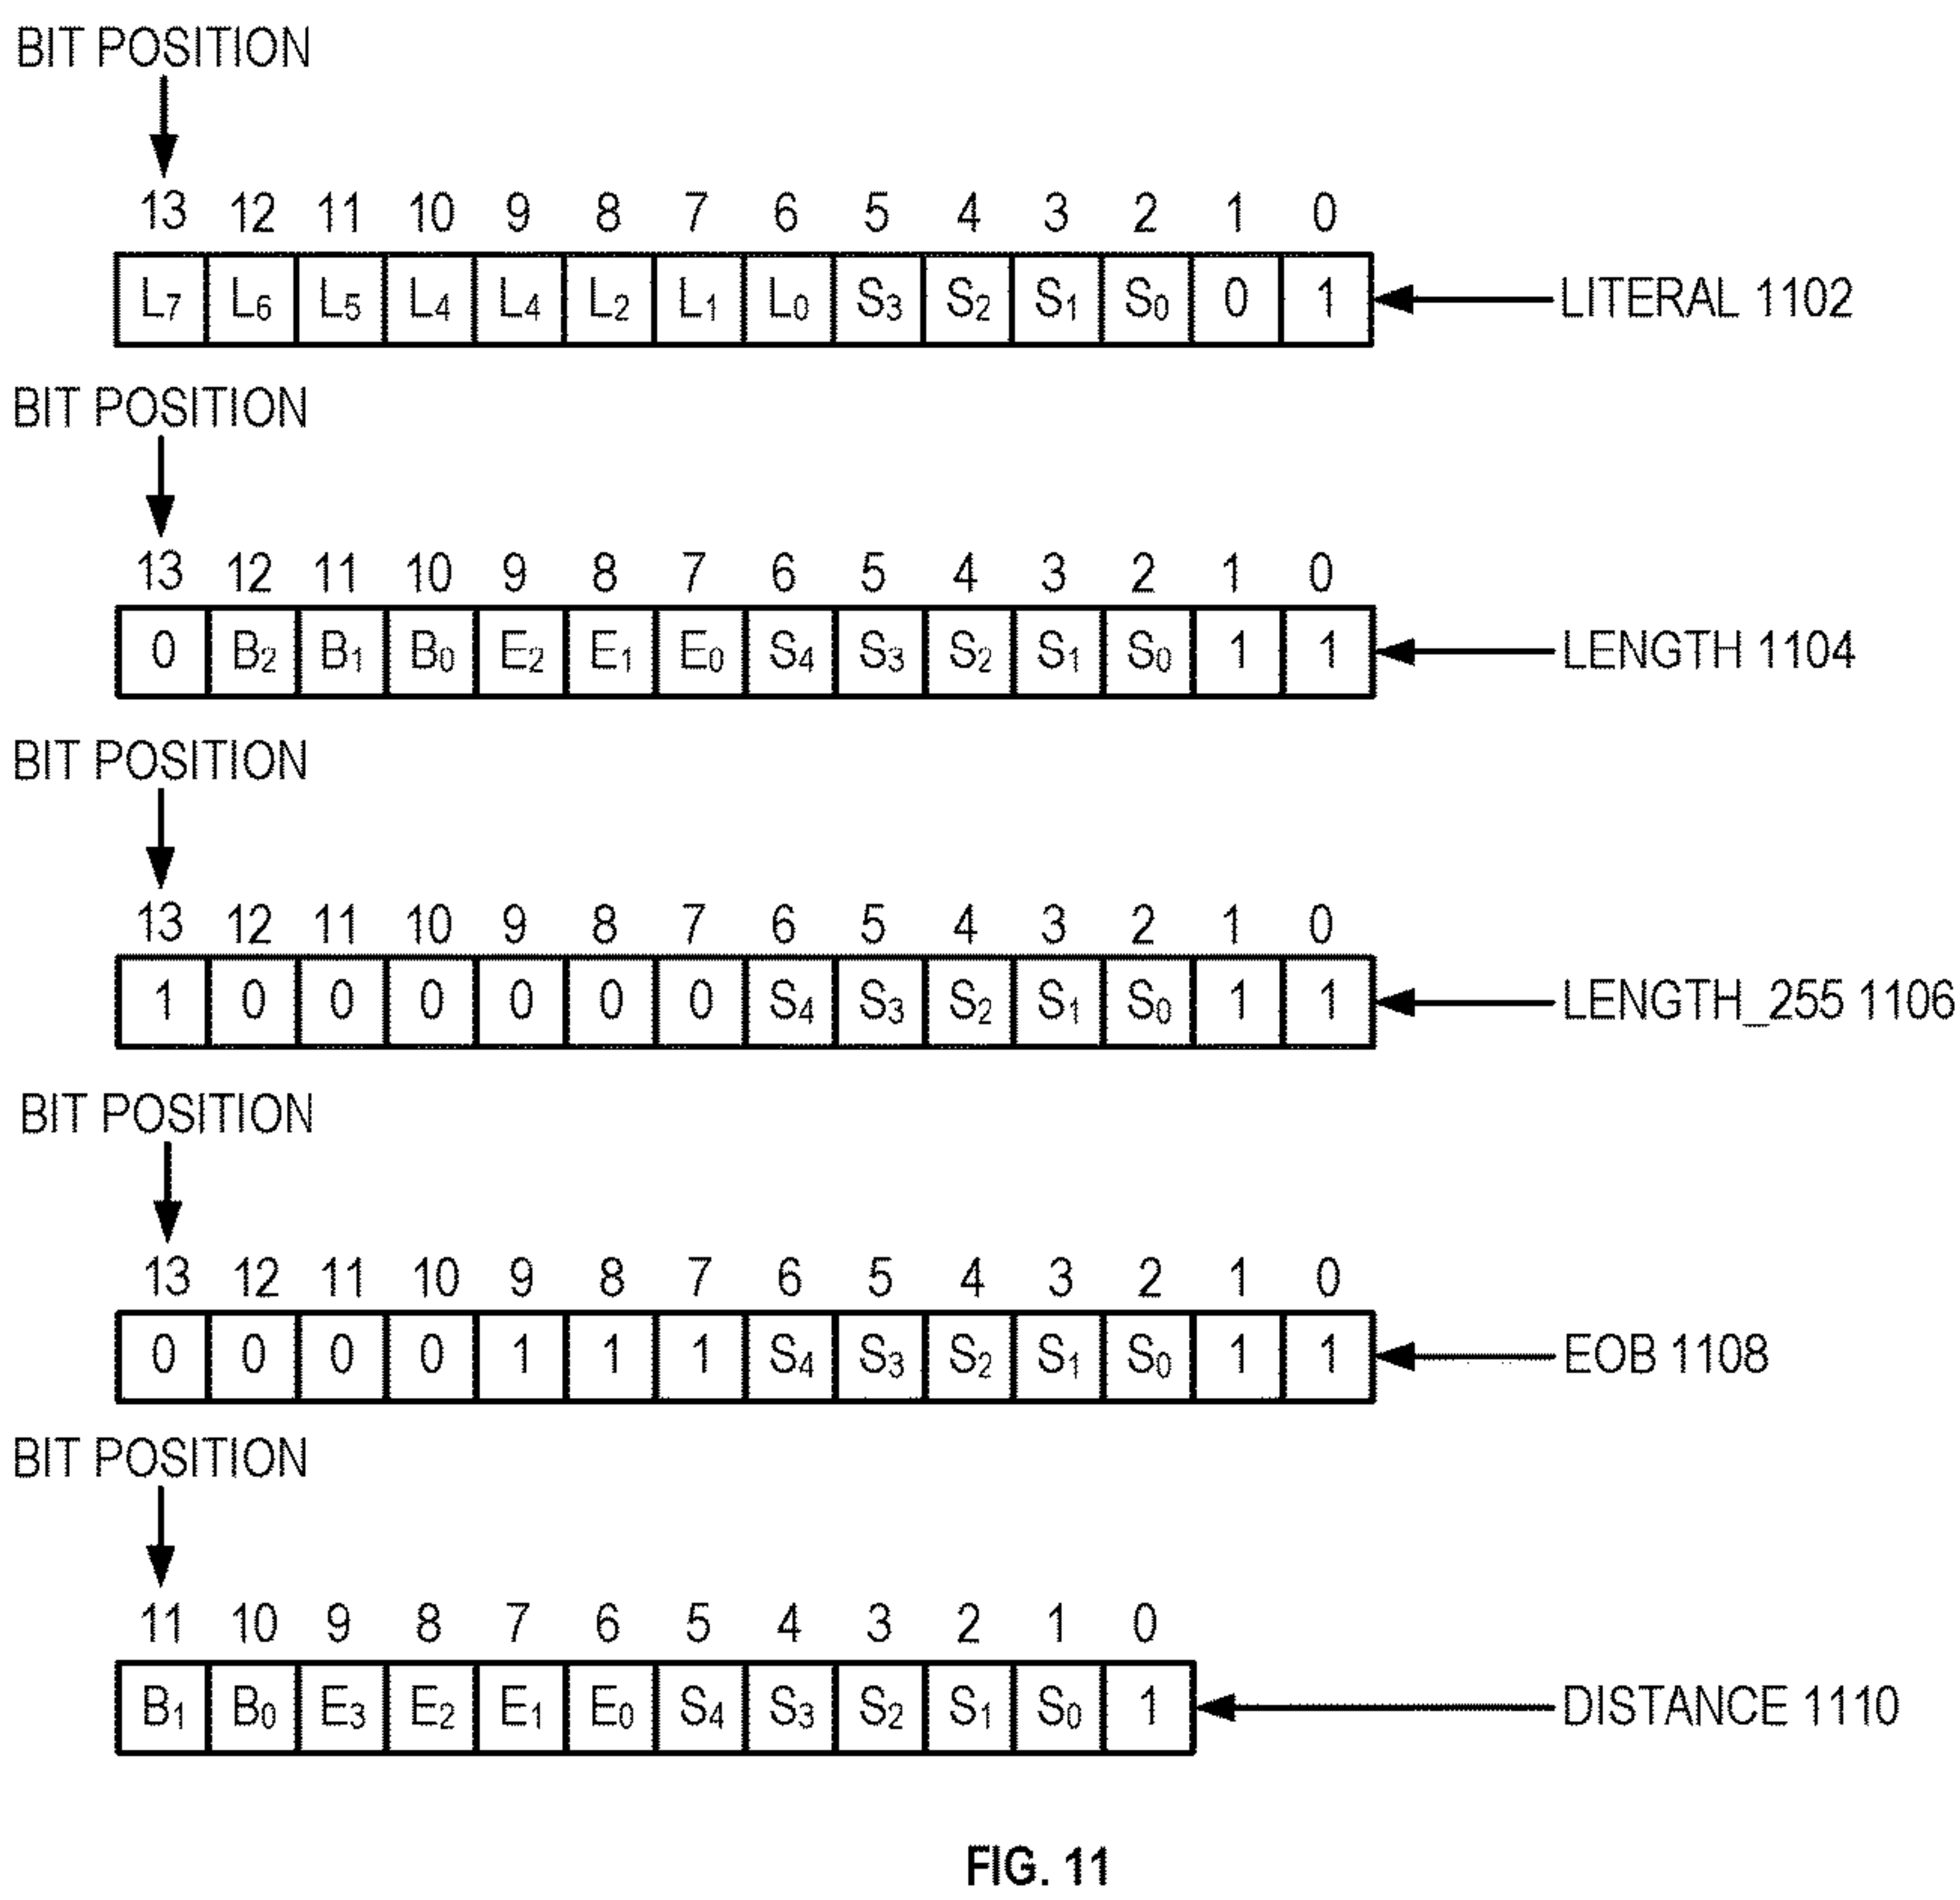 BIT POSITION
13 12 11 10 9 8 7 6 5 4 3 2 1 0
L7 L6 L5 L4 L4 L2 L1 L0 S3 S2 S1 S0 0 1 LITERAL 1102
BIT POSITION
13 12 11 10 9 8 7 6 5 4 3 2 1 0
0 B2 B1 B0 E2 E1 E0 S4 S3 S2 S1 S0 1 1 LENGTH 1104
BIT POSITION
13 12 11 10 9 8 7 6 5 4 3 2 1 0
1 0 0 0 0 0 0 S4 S3 S2 S1 S0 1 1 LENGTH_255 1106
BIT POSITION
13 12 11 10 9 8 7 6 5 4 3 2 1 0
0 0 0 0 1 1 1 S4 S3 S2 S1 S0 1 1 EOB 1108
BIT POSITION
11 10 9 8 7 6 5 4 3 2 1 0
B1 B0 E3 E2 E1 E0 S4 S3 S2 S1 S0 1 DISTANCE 1110
FIG. 11